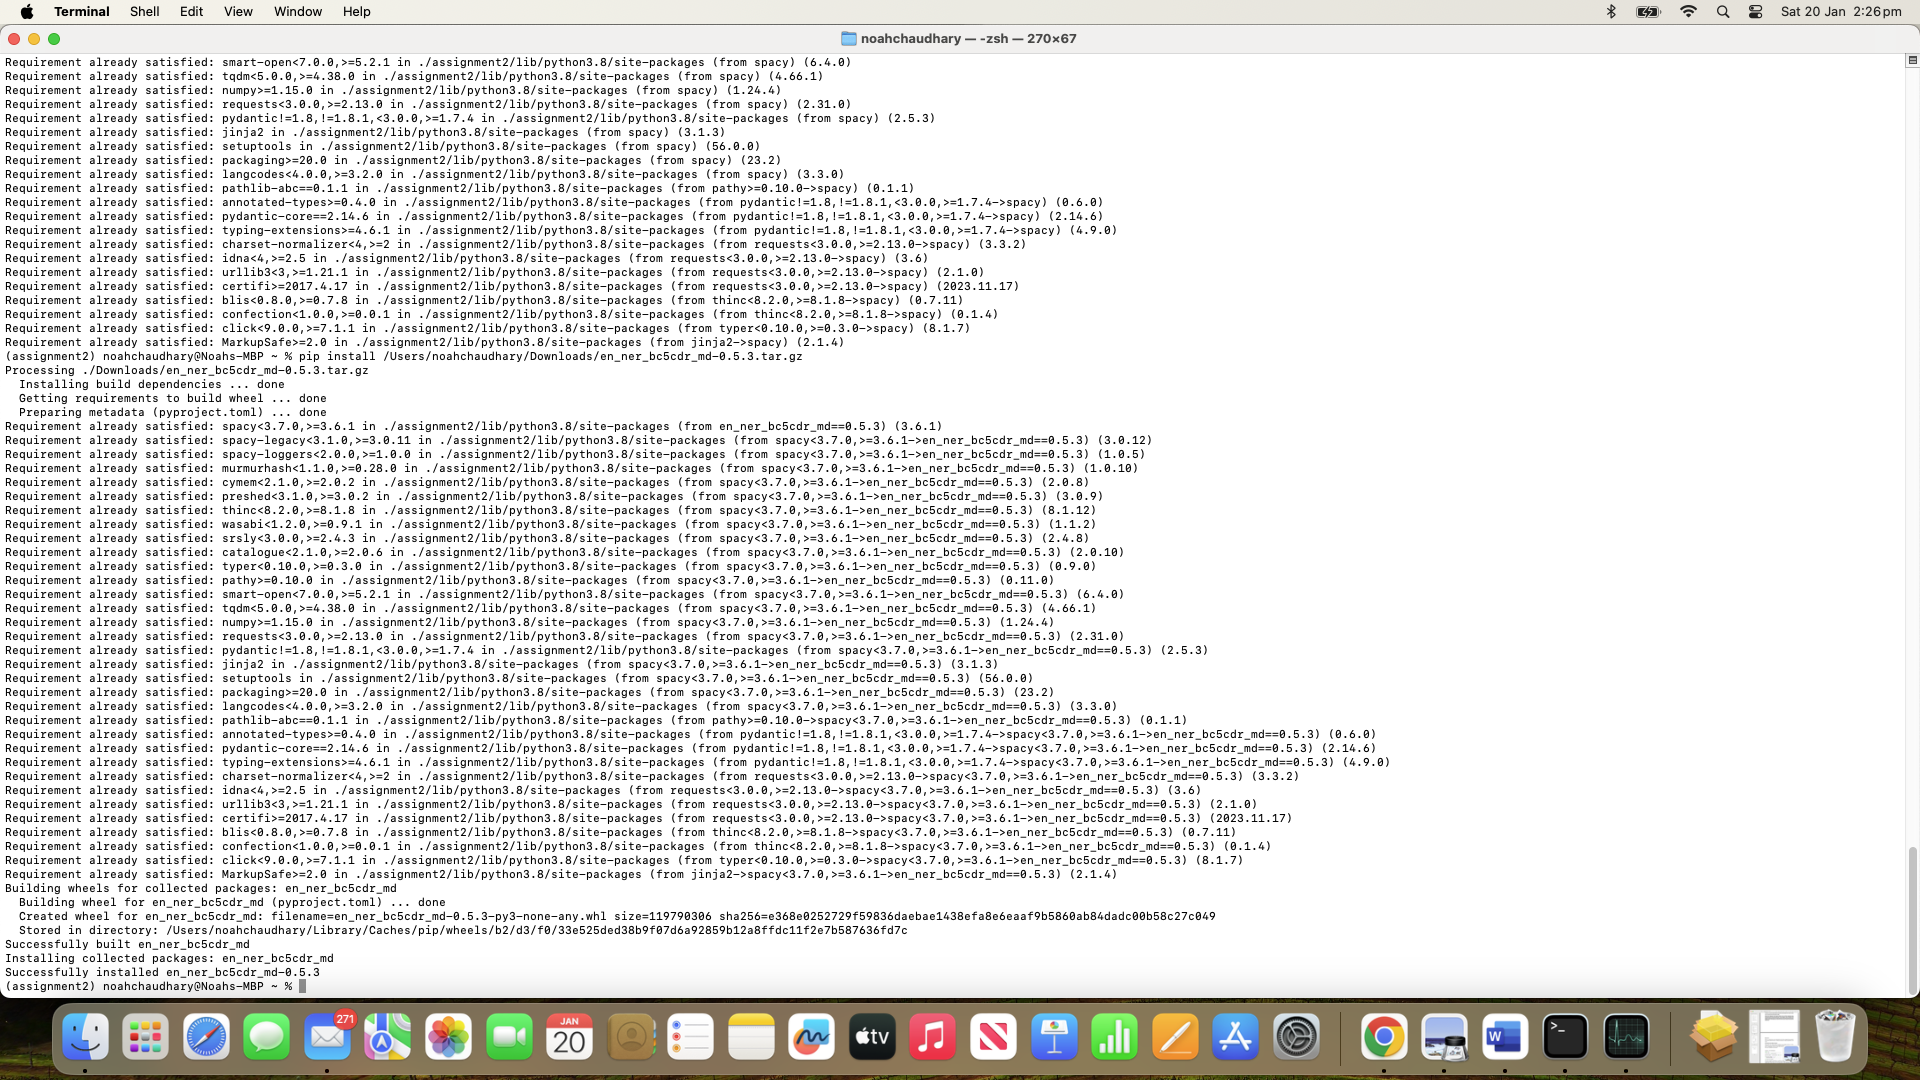 Terminal Shell Edit View Window Help Sat 20 Jan 2:26 pm
noahchaudhary — -zsh — 270×67
Requirement already satisfied: smart-open<7.0.0,>=5.2.1 in ./assignment2/lib/python3.8/site-packages (from spacy) (6.4.0)
Requirement already satisfied: tqdm<5.0.0,>=4.38.0 in ./assignment2/lib/python3.8/site-packages (from spacy) (4.66.1)
Requirement already satisfied: numpy>=1.15.0 in ./assignment2/lib/python3.8/site-packages (from spacy) (1.24.4)
Requirement already satisfied: requests<3.0.0,>=2.13.0 in ./assignment2/lib/python3.8/site-packages (from spacy) (2.31.0)
Requirement already satisfied: pydantic!=1.8,!=1.8.1,<3.0.0,>=1.7.4 in ./assignment2/lib/python3.8/site-packages (from spacy) (2.5.3)
Requirement already satisfied: jinja2 in ./assignment2/lib/python3.8/site-packages (from spacy) (3.1.3)
Requirement already satisfied: setuptools in ./assignment2/lib/python3.8/site-packages (from spacy) (56.0.0)
Requirement already satisfied: packaging>=20.0 in ./assignment2/lib/python3.8/site-packages (from spacy) (23.2)
Requirement already satisfied: langcodes<4.0.0,>=3.2.0 in ./assignment2/lib/python3.8/site-packages (from spacy) (3.3.0)
Requirement already satisfied: pathlib-abc==0.1.1 in ./assignment2/lib/python3.8/site-packages (from pathy>=0.10.0->spacy) (0.1.1)
Requirement already satisfied: annotated-types>=0.4.0 in ./assignment2/lib/python3.8/site-packages (from pydantic!=1.8,!=1.8.1,<3.0.0,>=1.7.4->spacy) (0.6.0)
Requirement already satisfied: pydantic-core==2.14.6 in ./assignment2/lib/python3.8/site-packages (from pydantic!=1.8,!=1.8.1,<3.0.0,>=1.7.4->spacy) (2.14.6)
Requirement already satisfied: typing-extensions>=4.6.1 in ./assignment2/lib/python3.8/site-packages (from pydantic!=1.8,!=1.8.1,<3.0.0,>=1.7.4->spacy) (4.9.0)
Requirement already satisfied: charset-normalizer<4,>=2 in ./assignment2/lib/python3.8/site-packages (from requests<3.0.0,>=2.13.0->spacy) (3.3.2)
Requirement already satisfied: idna<4,>=2.5 in ./assignment2/lib/python3.8/site-packages (from requests<3.0.0,>=2.13.0->spacy) (3.6)
Requirement already satisfied: urllib3<3,>=1.21.1 in ./assignment2/lib/python3.8/site-packages (from requests<3.0.0,>=2.13.0->spacy) (2.1.0)
Requirement already satisfied: certifi>=2017.4.17 in ./assignment2/lib/python3.8/site-packages (from requests<3.0.0,>=2.13.0->spacy) (2023.11.17)
Requirement already satisfied: blis<0.8.0,>=0.7.8 in ./assignment2/lib/python3.8/site-packages (from thinc<8.2.0,>=8.1.8->spacy) (0.7.11)
Requirement already satisfied: confection<1.0.0,>=0.0.1 in ./assignment2/lib/python3.8/site-packages (from thinc<8.2.0,>=8.1.8->spacy) (0.1.4)
Requirement already satisfied: click<9.0.0,>=7.1.1 in ./assignment2/lib/python3.8/site-packages (from typer<0.10.0,>=0.3.0->spacy) (8.1.7)
Requirement already satisfied: MarkupSafe>=2.0 in ./assignment2/lib/python3.8/site-packages (from jinja2->spacy) (2.1.4)
(assignment2) noahchaudhary@Noahs-MBP ~ % pip install /Users/noahchaudhary/Downloads/en_ner_bc5cdr_md-0.5.3.tar.gz
Processing ./Downloads/en_ner_bc5cdr_md-0.5.3.tar.gz
Installing build dependencies ... done
Getting requirements to build wheel ... done
Preparing metadata (pyproject.toml) ... done
Requirement already satisfied: spacy<3.7.0,>=3.6.1 in ./assignment2/lib/python3.8/site-packages (from en_ner_bc5cdr_md==0.5.3) (3.6.1)
Requirement already satisfied: spacy-legacy<3.1.0,>=3.0.11 in ./assignment2/lib/python3.8/site-packages (from spacy<3.7.0,>=3.6.1->en_ner_bc5cdr_md==0.5.3) (3.0.12)
Requirement already satisfied: spacy-loggers<2.0.0,>=1.0.0 in ./assignment2/lib/python3.8/site-packages (from spacy<3.7.0,>=3.6.1->en_ner_bc5cdr_md==0.5.3) (1.0.5)
Requirement already satisfied: murmurhash<1.1.0,>=0.28.0 in ./assignment2/lib/python3.8/site-packages (from spacy<3.7.0,>=3.6.1->en_ner_bc5cdr_md==0.5.3) (1.0.10)
Requirement already satisfied: cymem<2.1.0,>=2.0.2 in ./assignment2/lib/python3.8/site-packages (from spacy<3.7.0,>=3.6.1->en_ner_bc5cdr_md==0.5.3) (2.0.8)
Requirement already satisfied: preshed<3.1.0,>=3.0.2 in ./assignment2/lib/python3.8/site-packages (from spacy<3.7.0,>=3.6.1->en_ner_bc5cdr_md==0.5.3) (3.0.9)
Requirement already satisfied: thinc<8.2.0,>=8.1.8 in ./assignment2/lib/python3.8/site-packages (from spacy<3.7.0,>=3.6.1->en_ner_bc5cdr_md==0.5.3) (8.1.12)
Requirement already satisfied: wasabi<1.2.0,>=0.9.1 in ./assignment2/lib/python3.8/site-packages (from spacy<3.7.0,>=3.6.1->en_ner_bc5cdr_md==0.5.3) (1.1.2)
Requirement already satisfied: srsly<3.0.0,>=2.4.3 in ./assignment2/lib/python3.8/site-packages (from spacy<3.7.0,>=3.6.1->en_ner_bc5cdr_md==0.5.3) (2.4.8)
Requirement already satisfied: catalogue<2.1.0,>=2.0.6 in ./assignment2/lib/python3.8/site-packages (from spacy<3.7.0,>=3.6.1->en_ner_bc5cdr_md==0.5.3) (2.0.10)
Requirement already satisfied: typer<0.10.0,>=0.3.0 in ./assignment2/lib/python3.8/site-packages (from spacy<3.7.0,>=3.6.1->en_ner_bc5cdr_md==0.5.3) (0.9.0)
Requirement already satisfied: pathy>=0.10.0 in ./assignment2/lib/python3.8/site-packages (from spacy<3.7.0,>=3.6.1->en_ner_bc5cdr_md==0.5.3) (0.11.0)
Requirement already satisfied: smart-open<7.0.0,>=5.2.1 in ./assignment2/lib/python3.8/site-packages (from spacy<3.7.0,>=3.6.1->en_ner_bc5cdr_md==0.5.3) (6.4.0)
Requirement already satisfied: tqdm<5.0.0,>=4.38.0 in ./assignment2/lib/python3.8/site-packages (from spacy<3.7.0,>=3.6.1->en_ner_bc5cdr_md==0.5.3) (4.66.1)
Requirement already satisfied: numpy>=1.15.0 in ./assignment2/lib/python3.8/site-packages (from spacy<3.7.0,>=3.6.1->en_ner_bc5cdr_md==0.5.3) (1.24.4)
Requirement already satisfied: requests<3.0.0,>=2.13.0 in ./assignment2/lib/python3.8/site-packages (from spacy<3.7.0,>=3.6.1->en_ner_bc5cdr_md==0.5.3) (2.31.0)
Requirement already satisfied: pydantic!=1.8,!=1.8.1,<3.0.0,>=1.7.4 in ./assignment2/lib/python3.8/site-packages (from spacy<3.7.0,>=3.6.1->en_ner_bc5cdr_md==0.5.3) (2.5.3)
Requirement already satisfied: jinja2 in ./assignment2/lib/python3.8/site-packages (from spacy<3.7.0,>=3.6.1->en_ner_bc5cdr_md==0.5.3) (3.1.3)
Requirement already satisfied: setuptools in ./assignment2/lib/python3.8/site-packages (from spacy<3.7.0,>=3.6.1->en_ner_bc5cdr_md==0.5.3) (56.0.0)
Requirement already satisfied: packaging>=20.0 in ./assignment2/lib/python3.8/site-packages (from spacy<3.7.0,>=3.6.1->en_ner_bc5cdr_md==0.5.3) (23.2)
Requirement already satisfied: langcodes<4.0.0,>=3.2.0 in ./assignment2/lib/python3.8/site-packages (from spacy<3.7.0,>=3.6.1->en_ner_bc5cdr_md==0.5.3) (3.3.0)
Requirement already satisfied: pathlib-abc==0.1.1 in ./assignment2/lib/python3.8/site-packages (from pathy>=0.10.0->spacy<3.7.0,>=3.6.1->en_ner_bc5cdr_md==0.5.3) (0.1.1)
Requirement already satisfied: annotated-types>=0.4.0 in ./assignment2/lib/python3.8/site-packages (from pydantic!=1.8,!=1.8.1,<3.0.0,>=1.7.4->spacy<3.7.0,>=3.6.1->en_ner_bc5cdr_md==0.5.3) (0.6.0)
Requirement already satisfied: pydantic-core==2.14.6 in ./assignment2/lib/python3.8/site-packages (from pydantic!=1.8,!=1.8.1,<3.0.0,>=1.7.4->spacy<3.7.0,>=3.6.1->en_ner_bc5cdr_md==0.5.3) (2.14.6)
Requirement already satisfied: typing-extensions>=4.6.1 in ./assignment2/lib/python3.8/site-packages (from pydantic!=1.8,!=1.8.1,<3.0.0,>=1.7.4->spacy<3.7.0,>=3.6.1->en_ner_bc5cdr_md==0.5.3) (4.9.0)
Requirement already satisfied: charset-normalizer<4,>=2 in ./assignment2/lib/python3.8/site-packages (from requests<3.0.0,>=2.13.0->spacy<3.7.0,>=3.6.1->en_ner_bc5cdr_md==0.5.3) (3.3.2)
Requirement already satisfied: idna<4,>=2.5 in ./assignment2/lib/python3.8/site-packages (from requests<3.0.0,>=2.13.0->spacy<3.7.0,>=3.6.1->en_ner_bc5cdr_md==0.5.3) (3.6)
Requirement already satisfied: urllib3<3,>=1.21.1 in ./assignment2/lib/python3.8/site-packages (from requests<3.0.0,>=2.13.0->spacy<3.7.0,>=3.6.1->en_ner_bc5cdr_md==0.5.3) (2.1.0)
Requirement already satisfied: certifi>=2017.4.17 in ./assignment2/lib/python3.8/site-packages (from requests<3.0.0,>=2.13.0->spacy<3.7.0,>=3.6.1->en_ner_bc5cdr_md==0.5.3) (2023.11.17)
Requirement already satisfied: blis<0.8.0,>=0.7.8 in ./assignment2/lib/python3.8/site-packages (from thinc<8.2.0,>=8.1.8->spacy<3.7.0,>=3.6.1->en_ner_bc5cdr_md==0.5.3) (0.7.11)
Requirement already satisfied: confection<1.0.0,>=0.0.1 in ./assignment2/lib/python3.8/site-packages (from thinc<8.2.0,>=8.1.8->spacy<3.7.0,>=3.6.1->en_ner_bc5cdr_md==0.5.3) (0.1.4)
Requirement already satisfied: click<9.0.0,>=7.1.1 in ./assignment2/lib/python3.8/site-packages (from typer<0.10.0,>=0.3.0->spacy<3.7.0,>=3.6.1->en_ner_bc5cdr_md==0.5.3) (8.1.7)
Requirement already satisfied: MarkupSafe>=2.0 in ./assignment2/lib/python3.8/site-packages (from jinja2->spacy<3.7.0,>=3.6.1->en_ner_bc5cdr_md==0.5.3) (2.1.4)
Building wheels for collected packages: en_ner_bc5cdr_md
Building wheel for en_ner_bc5cdr_md (pyproject.toml) ... done
Created wheel for en_ner_bc5cdr_md: filename=en_ner_bc5cdr_md-0.5.3-py3-none-any.whl size=119790306 sha256=e368e0252729f59836daebae1438efa8e6eaaf9b5860ab84dadc00b58c27c049
Stored in directory: /Users/noahchaudhary/Library/Caches/pip/wheels/b2/d3/f0/33e525ded38b9f07d6a92859b12a8ffdc11f2e7b587636fd7c
Successfully built en_ner_bc5cdr_md
Installing collected packages: en_ner_bc5cdr_md
Successfully installed en_ner_bc5cdr_md-0.5.3
(assignment2) noahchaudhary@Noahs-MBP ~ %
271
JAN
20
tv
W
>_